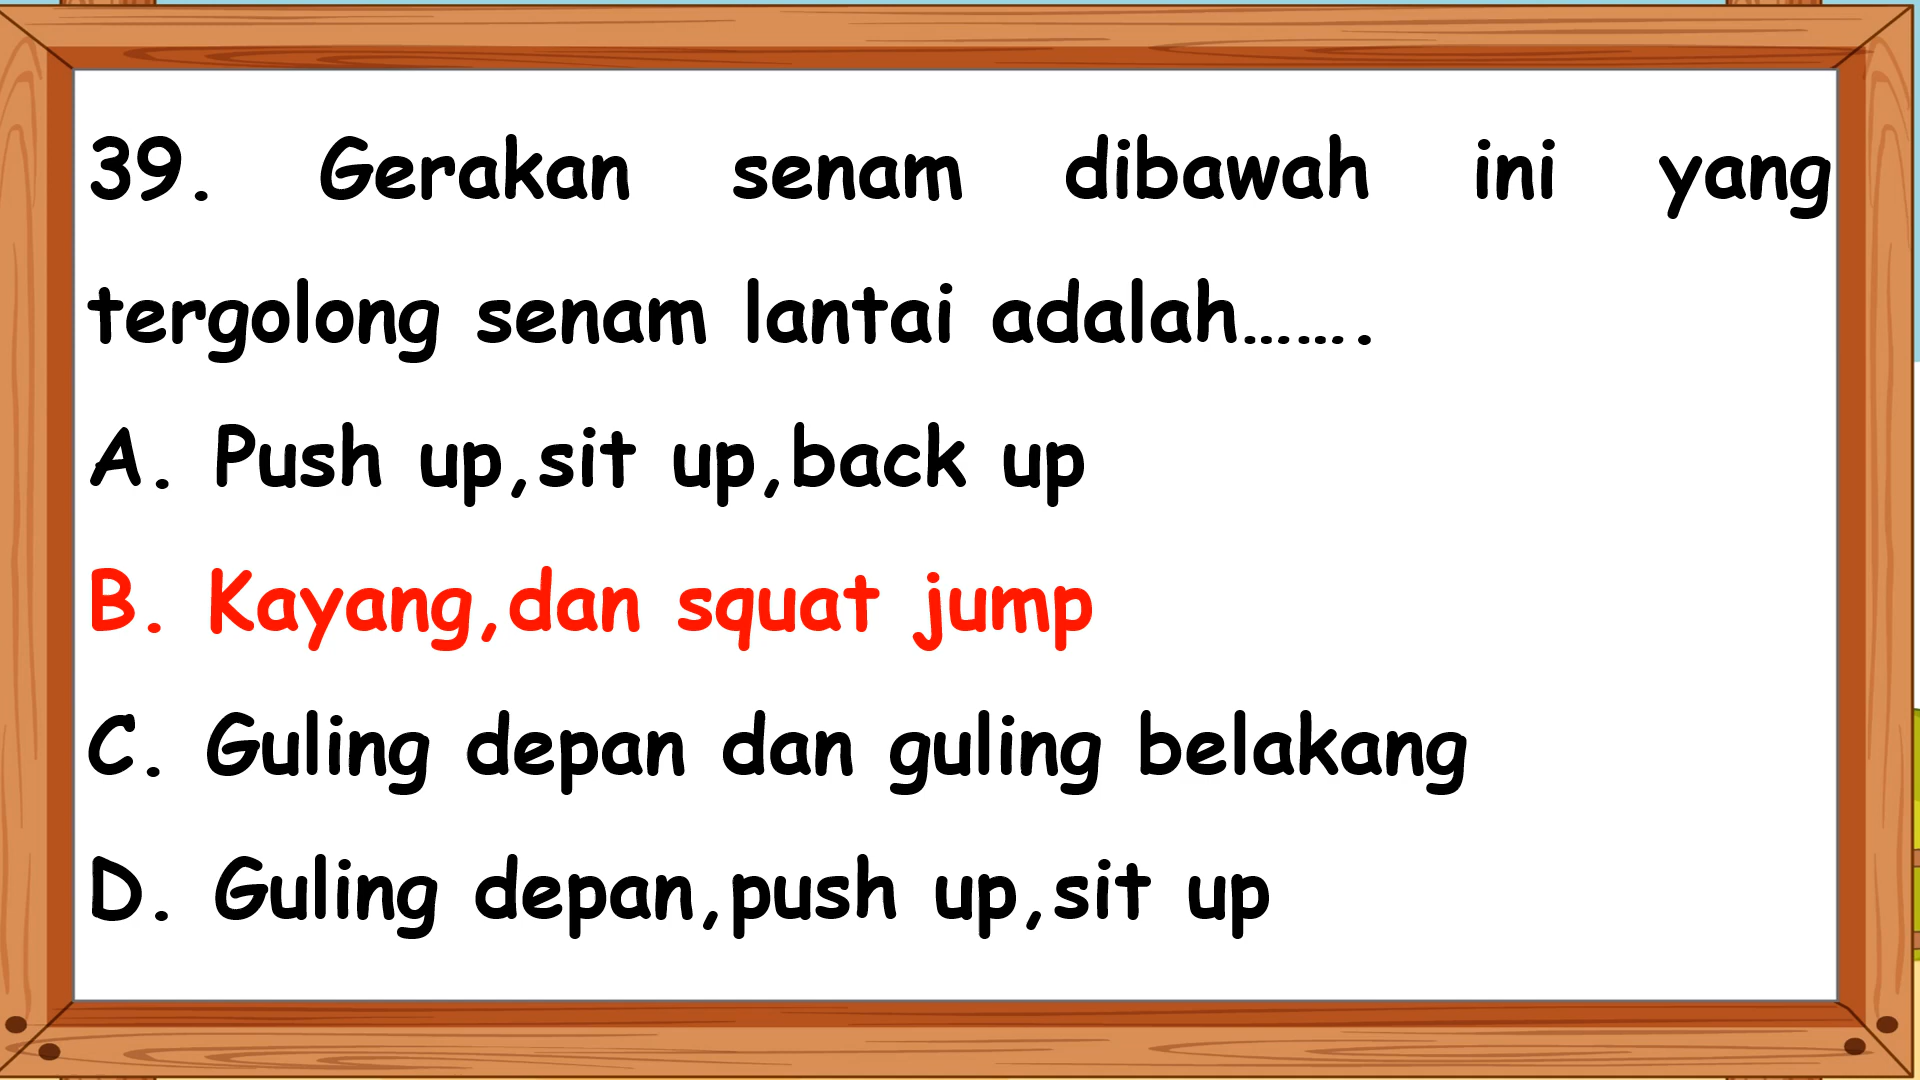 39. Gerakan senam dibawah ini yang
tergolong senam lantai adalah…….
A. Push up,sit up,back up
B. Kayang,dan squat jump
C. Guling depan dan guling belakang
D. Guling depan,push up,sit up